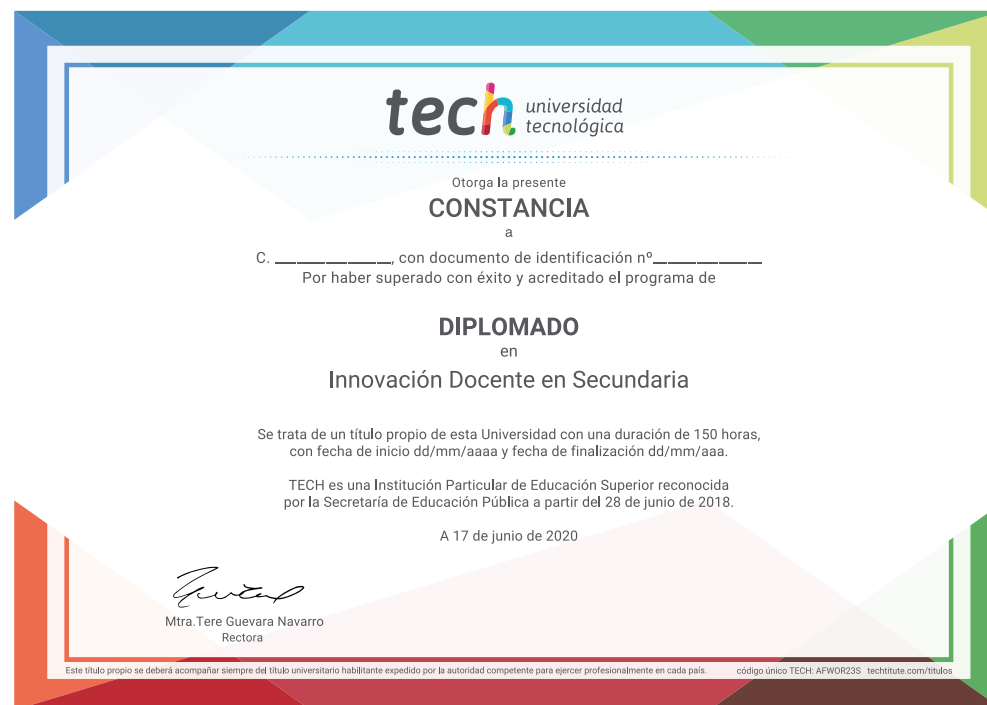 tech universidad
tecnológica
Otorga la presente
CONSTANCIA
a
C. ________________, con documento de identificación nº_______________
Por haber superado con éxito y acreditado el programa de
DIPLOMADO
en
Innovación Docente en Secundaria
Se trata de un título propio de esta Universidad con una duración de 150 horas,
con fecha de inicio dd/mm/aaaa y fecha de finalización dd/mm/aaa.
TECH es una Institución Particular de Educación Superior reconocida
por la Secretaría de Educación Pública a partir del 28 de junio de 2018.
A 17 de junio de 2020
Mtra.Tere Guevara Navarro
Rectora
Este título propio se deberá acompañar siempre del título universitario habilitante expedido por la autoridad competente para ejercer profesionalmente en cada país. código único TECH: AFWOR23S techtitute.com/titulos